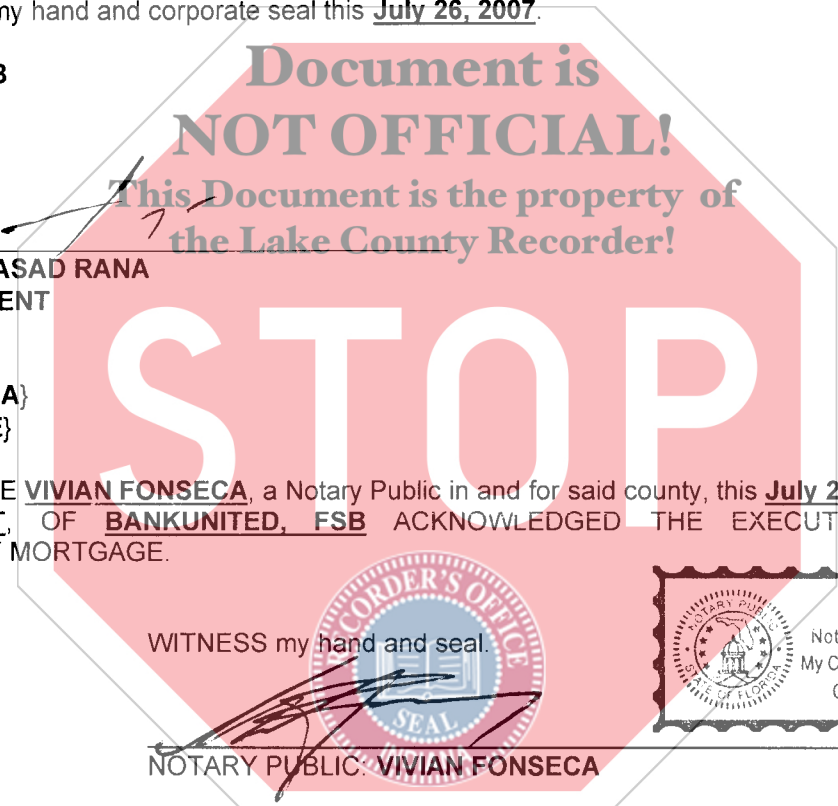 my hand and corporate seal this July 26, 2007.
B
Document is
NOT OFFICIAL!
This Document is the property of
the Lake County Recorder!
ASAD RANA
ENT
STOP
A}
E}
E VIVIAN FONSECA, a Notary Public in and for said county, this July 2
T, OF BANKUNITED, FSB ACKNOWLEDGED THE EXECUT
MORTGAGE.
WITNESS my hand and seal.
RECORDER'S OFFICE
SEAL
INDIANA
NOTARY PUBLIC
STATE OF FLORIDA
Not
My C
NOTARY PUBLIC: VIVIAN FONSECA